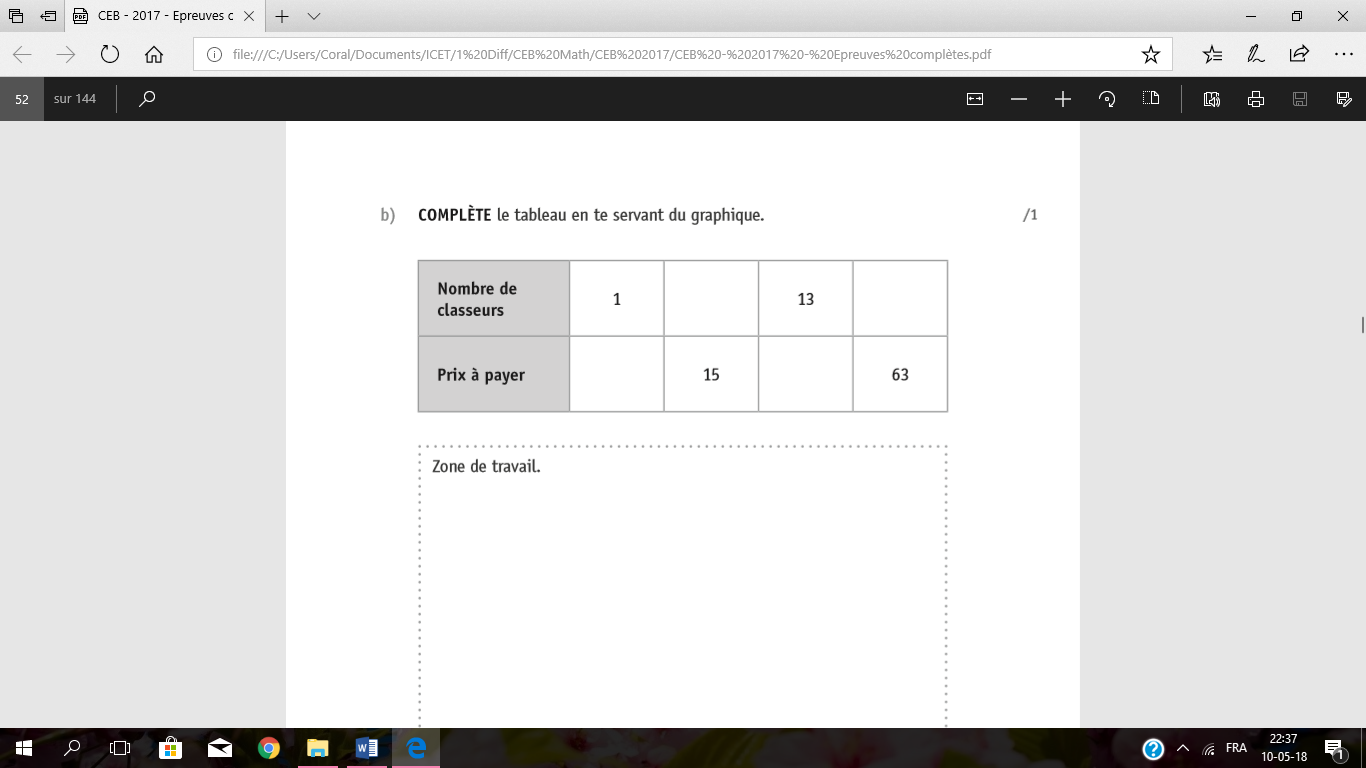 CEB - 2017 - Epreuves c
file:///C:/Users/Coral/Documents/ICET/1%20Diff/CEB%20Math/CEB%202017/CEB%20-%202017%20-%20Epreuves%20complètes.pdf
52 sur 144
b) COMPLÈTE le tableau en te servant du graphique. /1
Nombre de classeurs 1 13
Prix à payer 15 63
Zone de travail.
FRA
22:37
10-05-18
1